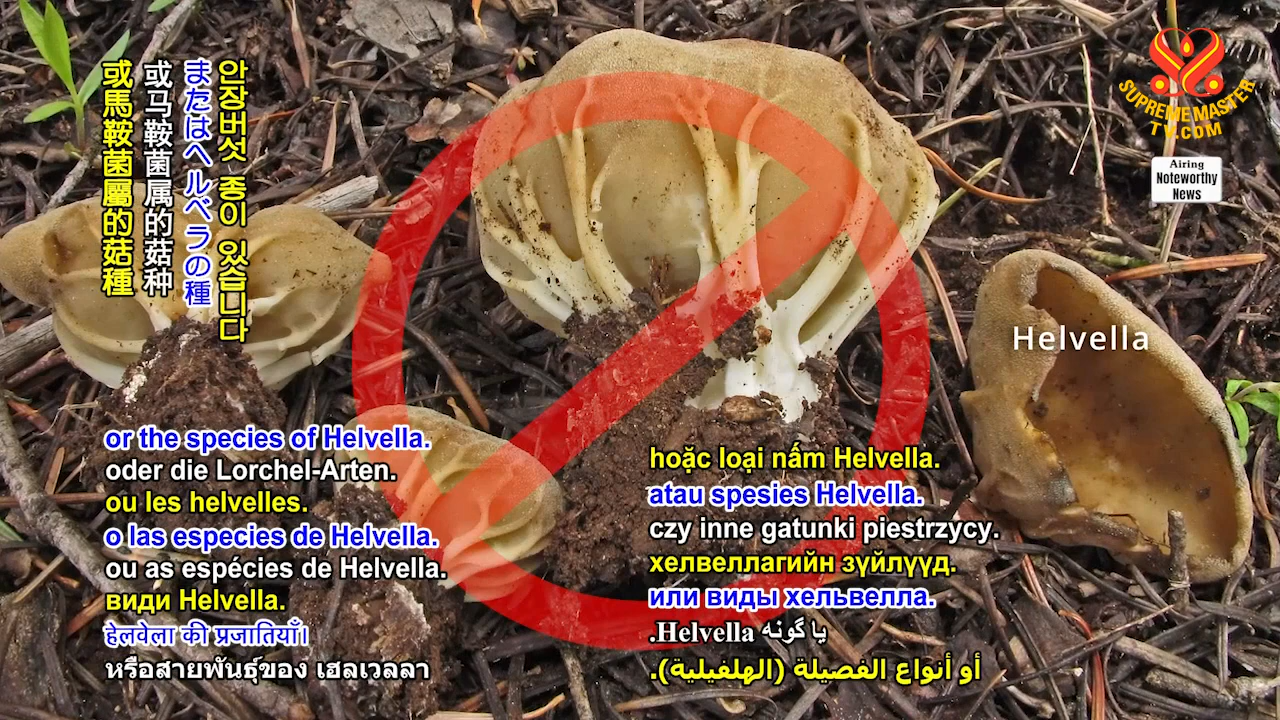 或馬鞍菌屬的菇種
或马鞍菌属的菇种
またはヘルベラの種
안장버섯 종이 있습니다
SUPREME MASTER
TV.COM
Airing
Noteworthy
News
Helvella
or the species of Helvella.
oder die Lorchel-Arten.
ou les helvelles.
o las especies de Helvella.
ou as espécies de Helvella.
види Helvella.
हेलवेला की प्रजातियाँ।
หรือสายพันธุ์ของ เฮลเวลลา
hoặc loại nấm Helvella.
atau spesies Helvella.
czy inne gatunki piestrzycy.
хелвеллагийн зүйлүүд.
или виды хельвелла.
یا گونه Helvella.
أو أنواع الفصيلة (الهلفيلية).